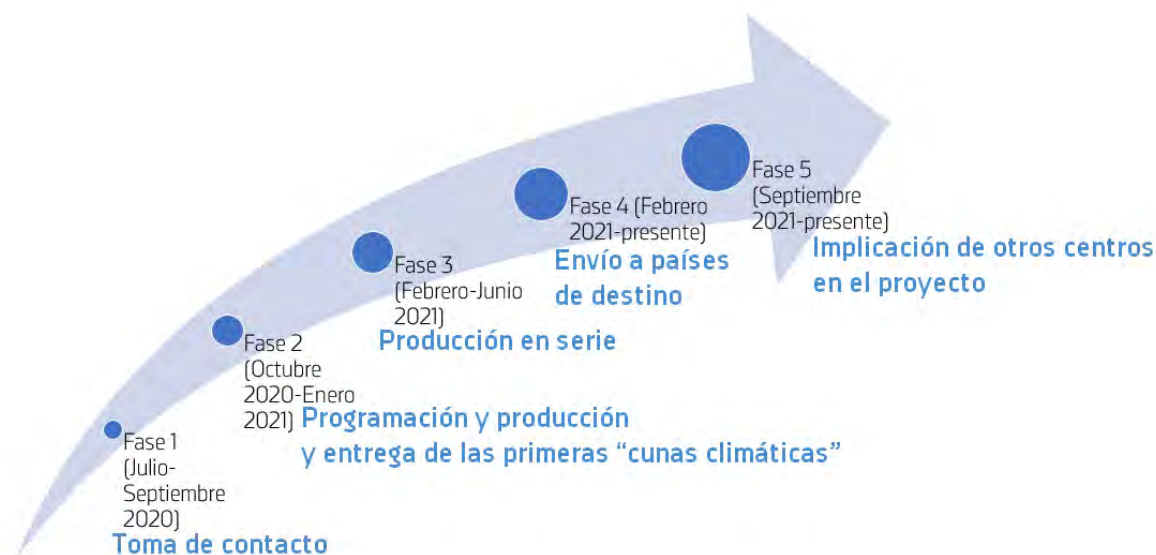 Fase 1
(Julio-
Septiembre
2020)
Toma de contacto
Fase 2
(Octubre
2020-Enero
2021)
Programación y producción
y entrega de las primeras “cunas climáticas”
Fase 3
(Febrero-Junio
2021)
Producción en serie
Fase 4 (Febrero
2021-presente)
Envío a países
de destino
Fase 5
(Septiembre
2021-presente)
Implicación de otros centros
en el proyecto